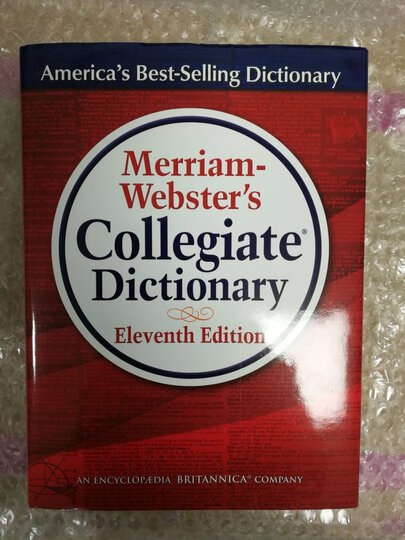 America's Best-Selling Dictionary
Merriam-
Webster's
Collegiate®
Dictionary
Eleventh Edition
AN ENCYCLOPÆDIA BRITANNICA® COMPANY